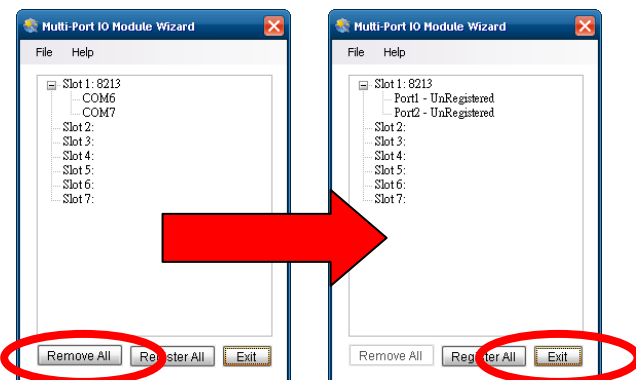 Multi-Port IO Module Wizard
File Help
Slot 1: 8213
COM6
COM7
Slot 2:
Slot 3:
Slot 4:
Slot 5:
Slot 6:
Slot 7:
Remove All Register All Exit
Multi-Port IO Module Wizard
File Help
Slot 1: 8213
Port1 - UnRegistered
Port2 - UnRegistered
Slot 2:
Slot 3:
Slot 4:
Slot 5:
Slot 6:
Slot 7:
Remove All Register All Exit